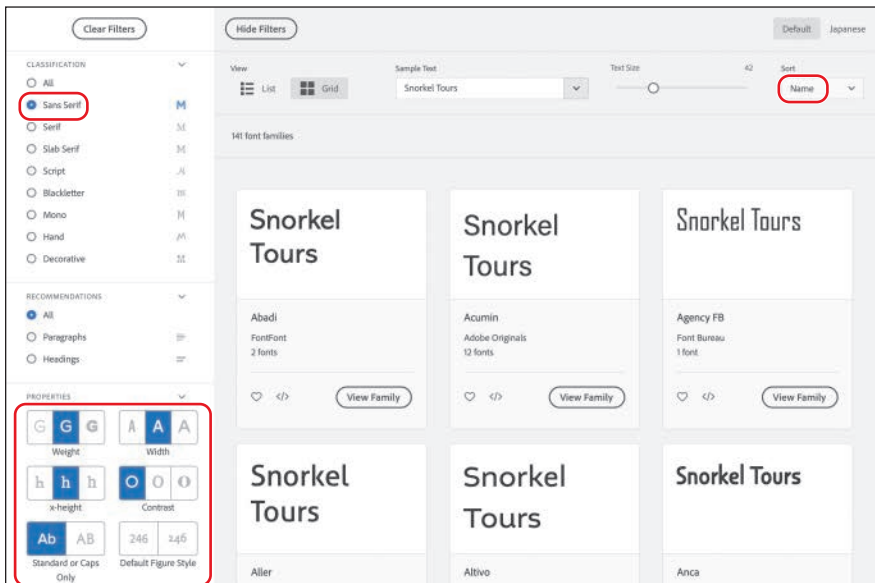 Clear Filters
Hide Filters
Default Japanese
CLASSIFICATION
All
Sans Serif M
Serif M
Slab Serif M
Script
Blackletter m
Mono M
Hand M
Decorative M
RECOMMENDATIONS
All
Paragraphs
Headings
PROPERTIES
G G G
Weight
A A A
Width
h h h
x-height
O O O
Contrast
Ab AB
Standard or Caps
Only
246 246
Default Figure Style
View
List Grid
Sample Text
Snorkel Tours
Text Size 42
Sort
Name
141 font families
Snorkel
Tours
Abadi
FontFont
2 fonts
</> View Family
Snorkel
Tours
Acumin
Adobe Originals
12 fonts
</> View Family
Snorkel Tours
Agency FB
Font Bureau
1 font
</> View Family
Snorkel
Tours
Aller
Snorkel
Tours
Altivo
Snorkel Tours
Anca